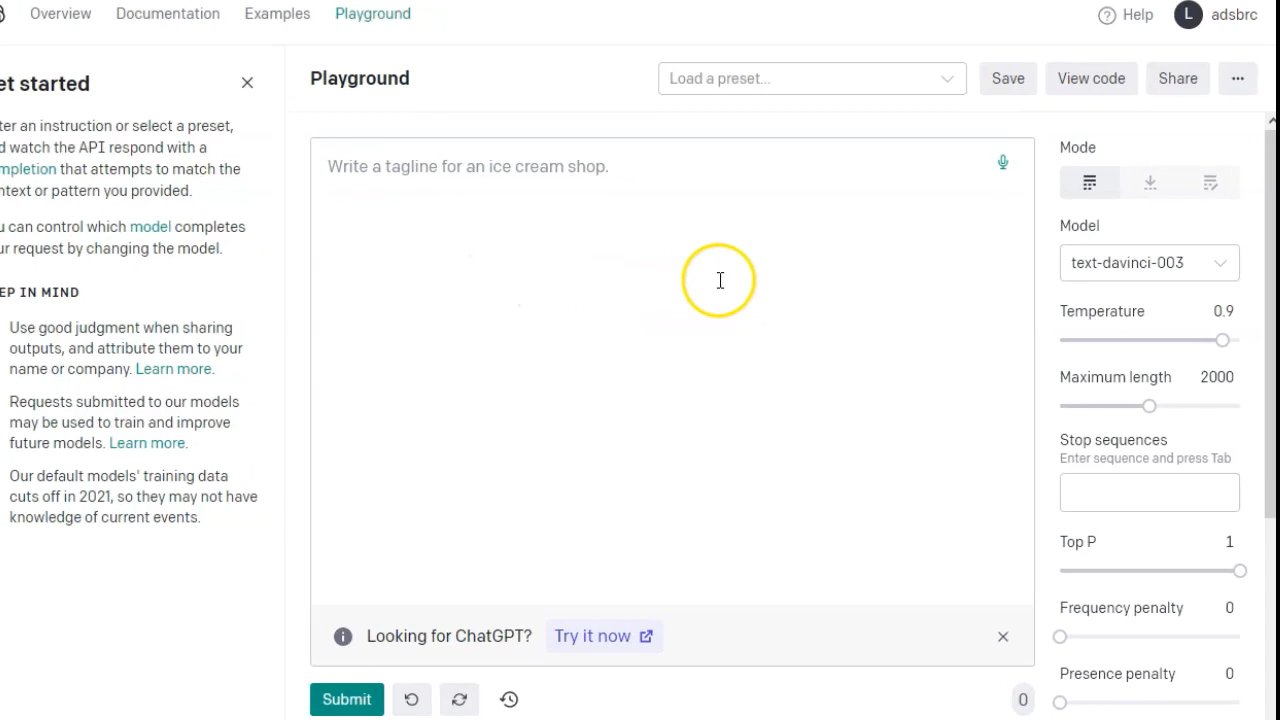 Overview Documentation Examples Playground Help L adsbrc
et started
Playground
Load a preset...
Save
View code
Share
ter an instruction or select a preset,
d watch the API respond with a
mpletion that attempts to match the
ntext or pattern you provided.
u can control which model completes
ur request by changing the model.
EP IN MIND
Use good judgment when sharing
outputs, and attribute them to your
name or company. Learn more.
Requests submitted to our models
may be used to train and improve
future models. Learn more.
Our default models' training data
cuts off in 2021, so they may not have
knowledge of current events.
Write a tagline for an ice cream shop.
Looking for ChatGPT? Try it now
Submit
0
Mode
Model
text-davinci-003
Temperature 0.9
Maximum length 2000
Stop sequences
Enter sequence and press Tab
Top P 1
Frequency penalty 0
Presence penalty 0